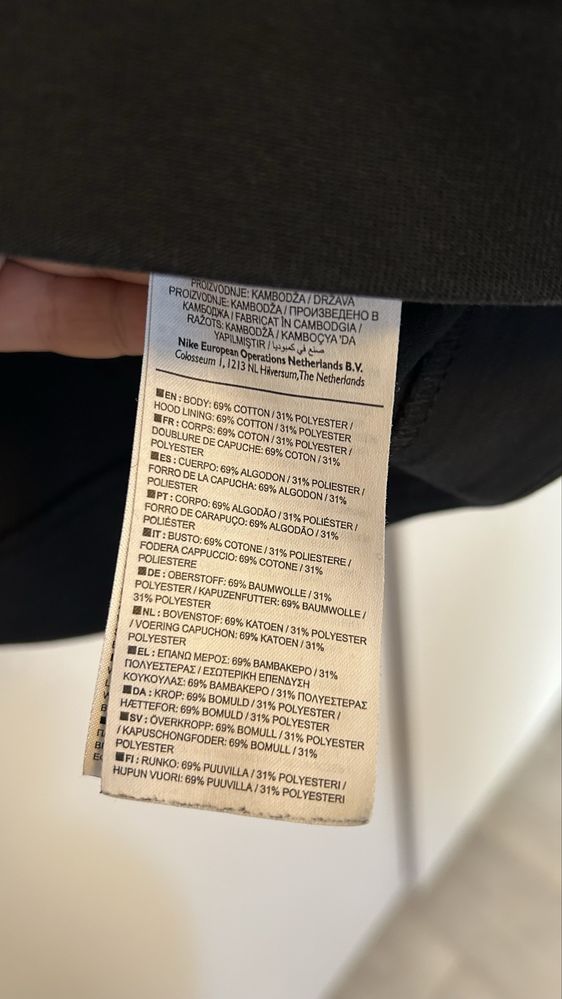 PROIZVODNJE: KAMBODŽA / DRŽAVA
PROIZVODNJE: KAMBODŽA / ПРОИЗВЕДЕНО В
КАМБОДЖА / FABRICAT ÎN CAMBODGIA /
RAŽOTS: KAMBODŽĀ / KAMBOÇYA 'DA
YAPILMIŞTIR / صنع في كمبوديا
Nike European Operations Netherlands B.V.
Colosseum 1, 1213 NL Hilversum, The Netherlands
EN : BODY: 69% COTTON / 31% POLYESTER /
HOOD LINING: 69% COTTON / 31% POLYESTER
FR : CORPS: 69% COTON / 31% POLYESTER /
DOUBLURE DE CAPUCHE: 69% COTON / 31%
POLYESTER
ES : CUERPO: 69% ALGODON / 31% POLIESTER /
FORRO DE LA CAPUCHA: 69% ALGODON / 31%
POLIESTER
PT : CORPO: 69% ALGODÃO / 31% POLIÉSTER /
FORRO DE CARAPUÇO: 69% ALGODÃO / 31%
POLIÉSTER
IT : BUSTO: 69% COTONE / 31% POLIESTERE /
FODERA CAPPUCCIO: 69% COTONE / 31%
POLIESTERE
DE : OBERSTOFF: 69% BAUMWOLLE / 31%
POLYESTER / KAPUZENFUTTER: 69% BAUMWOLLE /
31% POLYESTER
NL : BOVENSTOF: 69% KATOEN / 31% POLYESTER
/ VOERING CAPUCHON: 69% KATOEN / 31%
POLYESTER
EL : ΕΠΑΝΩ ΜΕΡΟΣ: 69% ΒΑΜΒΑΚΕΡΟ / 31%
ΠΟΛΥΕΣΤΕΡΑΣ / ΕΣΩΤΕΡΙΚΗ ΕΠΕΝΔΥΣΗ
ΚΟΥΚΟΥΛΑΣ: 69% ΒΑΜΒΑΚΕΡΟ / 31% ΠΟΛΥΕΣΤΕΡΑΣ
DA : KROP: 69% BOMULD / 31% POLYESTER /
HÆTTEFOR: 69% BOMULD / 31% POLYESTER
SV : ÖVERKROPP: 69% BOMULL / 31% POLYESTER
/ KAPUSCHONGFODER: 69% BOMULL / 31%
POLYESTER
FI : RUNKO: 69% PUUVILLA / 31% POLYESTERI /
HUPUN VUORI: 69% PUUVILLA / 31% POLYESTERI